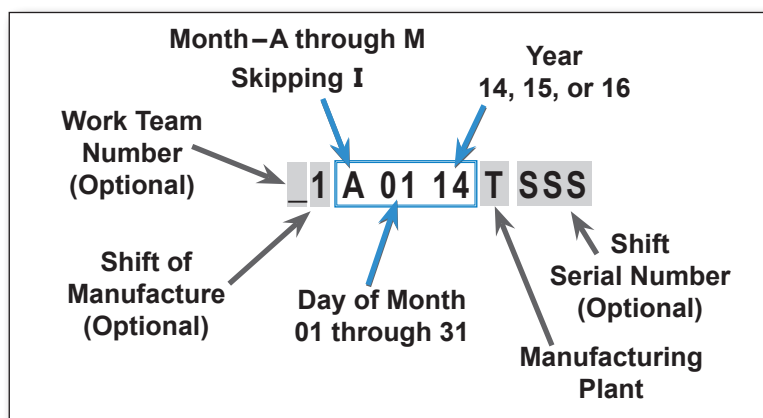 Month–A through M
Skipping I
Year
14, 15, or 16
Work Team
Number
(Optional)
_1 A 01 14 T SSS
Shift of
Manufacture
(Optional)
Day of Month
01 through 31
Shift
Serial Number
(Optional)
Manufacturing
Plant